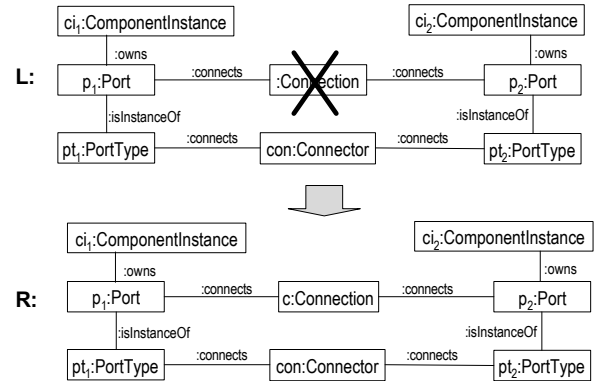 ci₁:ComponentInstance
ci₂:ComponentInstance
:owns
:owns
L:
p₁:Port
:connects
:Connection
:connects
p₂:Port
:isInstanceOf
:isInstanceOf
pt₁:PortType
:connects
con:Connector
:connects
pt₂:PortType
ci₁:ComponentInstance
ci₂:ComponentInstance
:owns
:owns
R:
p₁:Port
:connects
c:Connection
:connects
p₂:Port
:isInstanceOf
:isInstanceOf
pt₁:PortType
:connects
con:Connector
:connects
pt₂:PortType